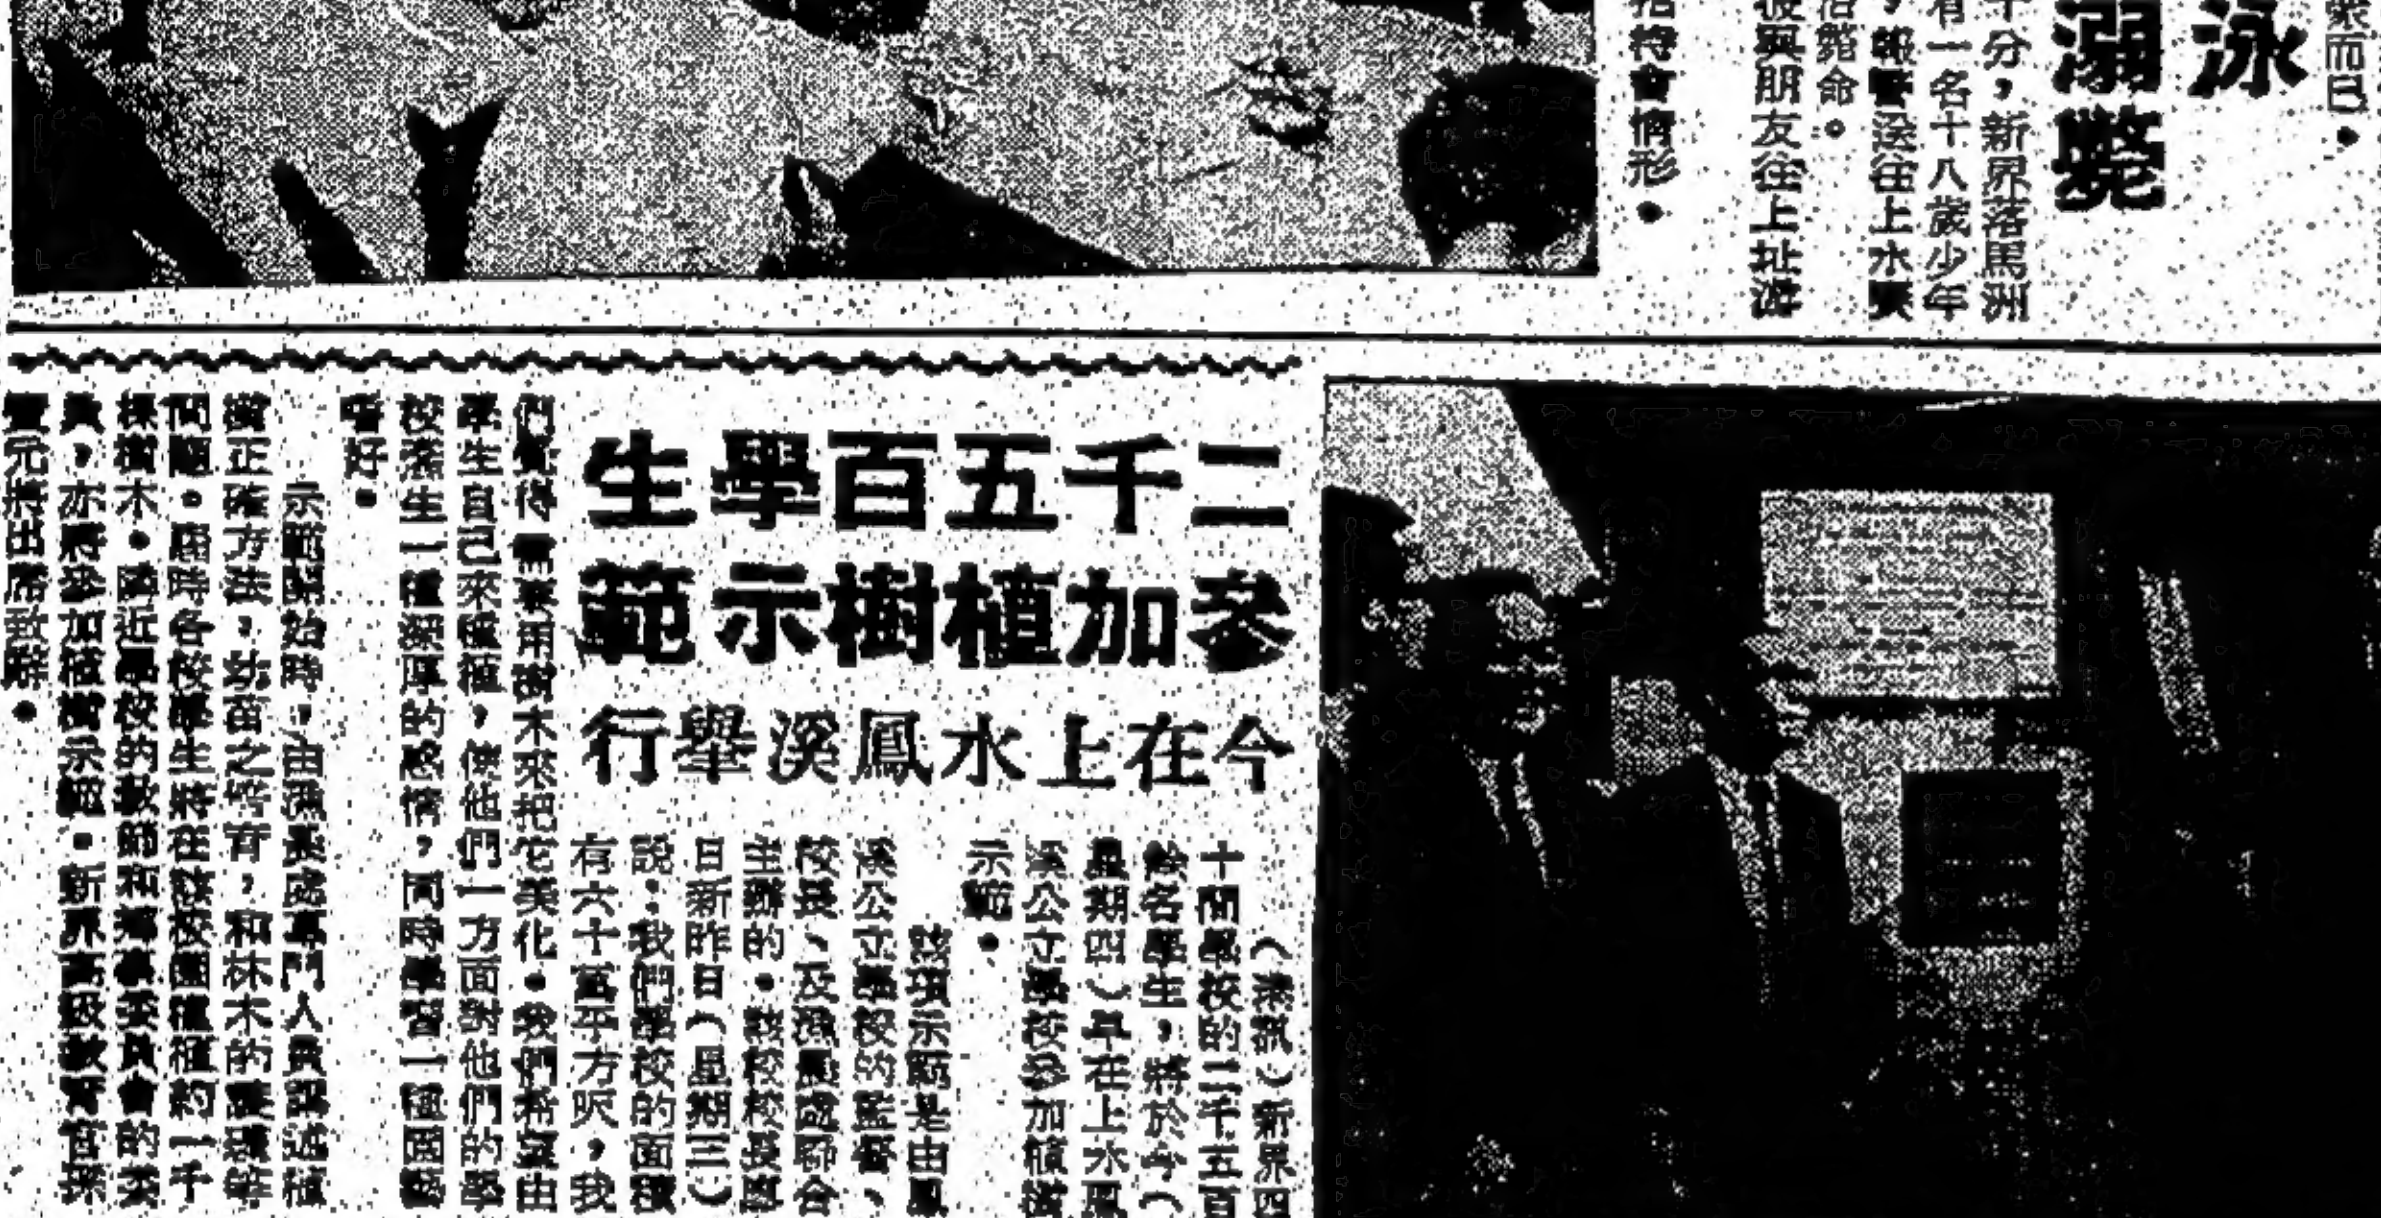 眾而已。
泳
溺斃
十分,新界落馬洲
有一名十八歲少年
,報警送往上水醫
治斃命。
彼與朋友往上址游
持會情形。
二千五百學生
參加植樹示範
今在上水鳳溪舉行
(港訊)新界四
十間學校的二千五百
餘名學生,將於今(
星期四)早在上水鳳
溪公立學校參加植樹
示範。
該項示範是由鳳
溪公立學校的監督、
校長、及漁農處聯合
主辦的。該校校長
日新昨日(星期三)
說:我們學校的面積
有六十萬平方呎,我
們覺得需要用樹木來把它美化。我們希望由
學生自己來種植,使他們一方面對他們的學
校產生一種深厚的感情,同時學習一種園藝
嗜好。
示範開始時,由漁農處專門人員講述植
樹正確方法,幼苗之培育,和林木的護理等
問題。屆時各校學生將在該校園種植約一千
棵樹木。附近學校的教師和鄉事委員會的委
員,亦將參加植樹示範。新界高級教育官
元將出席致辭。